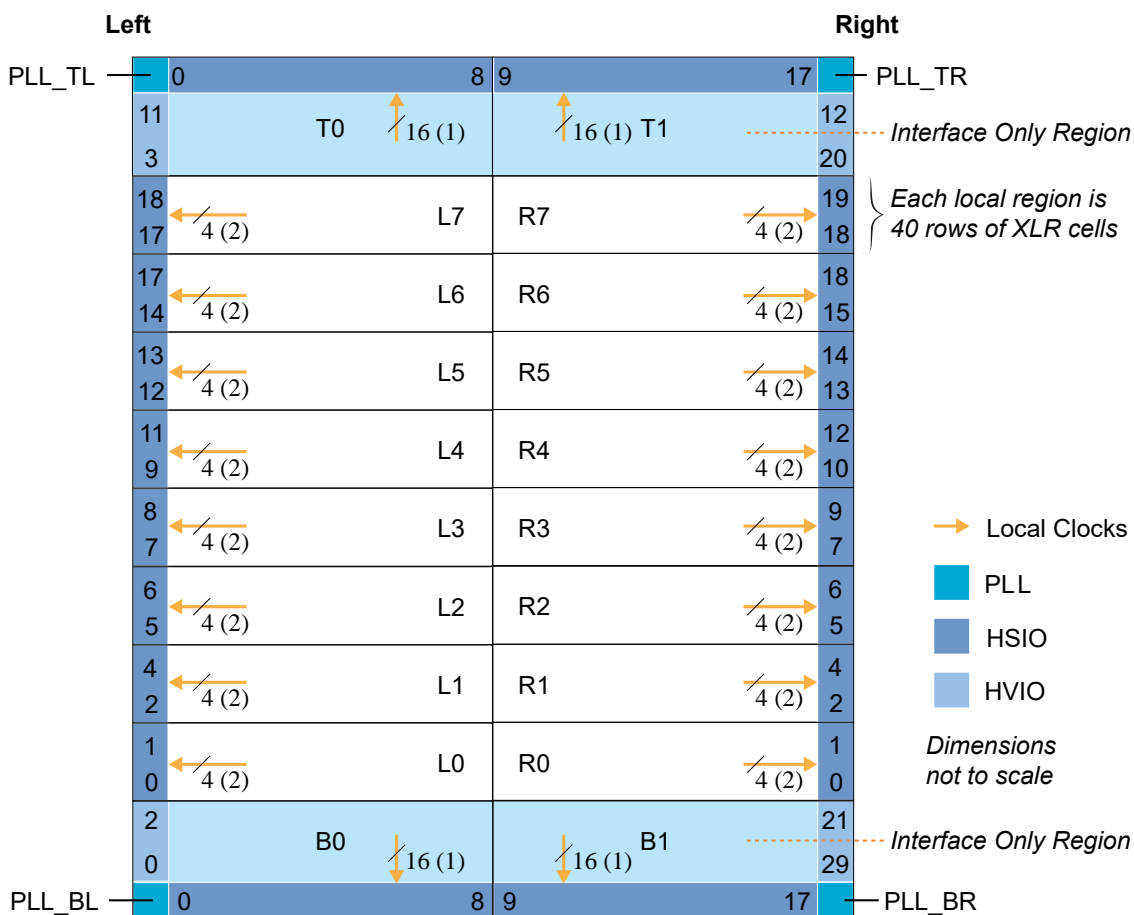 Left Right
PLL_TL 0 8 9 17 PLL_TR
11 T0 16 (1) 16 (1) T1 12
Interface Only Region
3 20
18 L7 R7 19
4 (2) 4 (2)
17 18
Each local region is
40 rows of XLR cells
17 L6 R6 18
4 (2) 4 (2)
14 15
13 L5 R5 14
4 (2) 4 (2)
12 13
11 L4 R4 12
4 (2) 4 (2)
9 10
8 L3 R3 9
4 (2) 4 (2)
7 7
Local Clocks
6 L2 R2 6
4 (2) 4 (2)
5 5
PLL
HSIO
4 L1 R1 4
4 (2) 4 (2)
2 2
HVIO
1 L0 R0 1
4 (2) 4 (2)
0 0
Dimensions
not to scale
2 B0 16 (1) 16 (1) B1 21
Interface Only Region
0 29
PLL_BL 0 8 9 17 PLL_BR